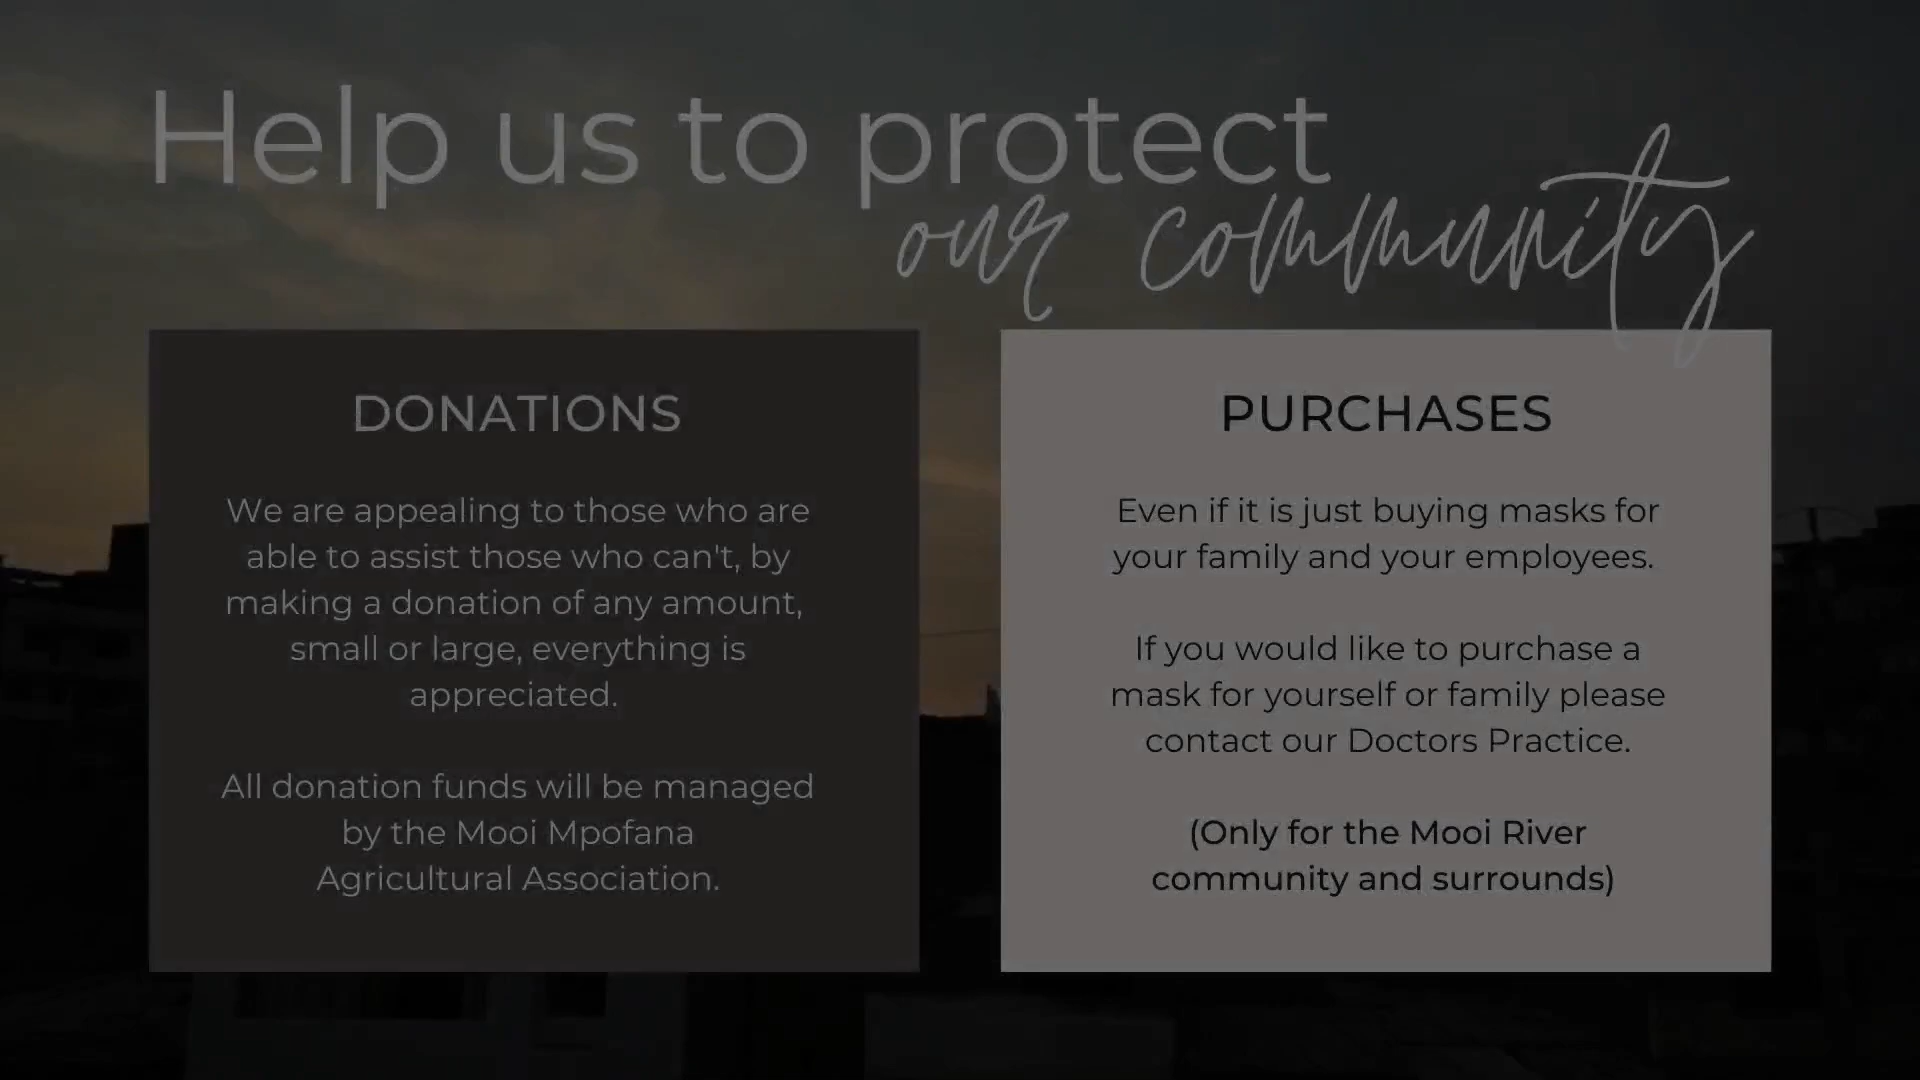 Help us to protect
our community
DONATIONS
We are appealing to those who are
able to assist those who can't, by
making a donation of any amount,
small or large, everything is
appreciated.
All donation funds will be managed
by the Mooi Mpofana
Agricultural Association.
PURCHASES
Even if it is just buying masks for
your family and your employees.
If you would like to purchase a
mask for yourself or family please
contact our Doctors Practice.
(Only for the Mooi River
community and surrounds)